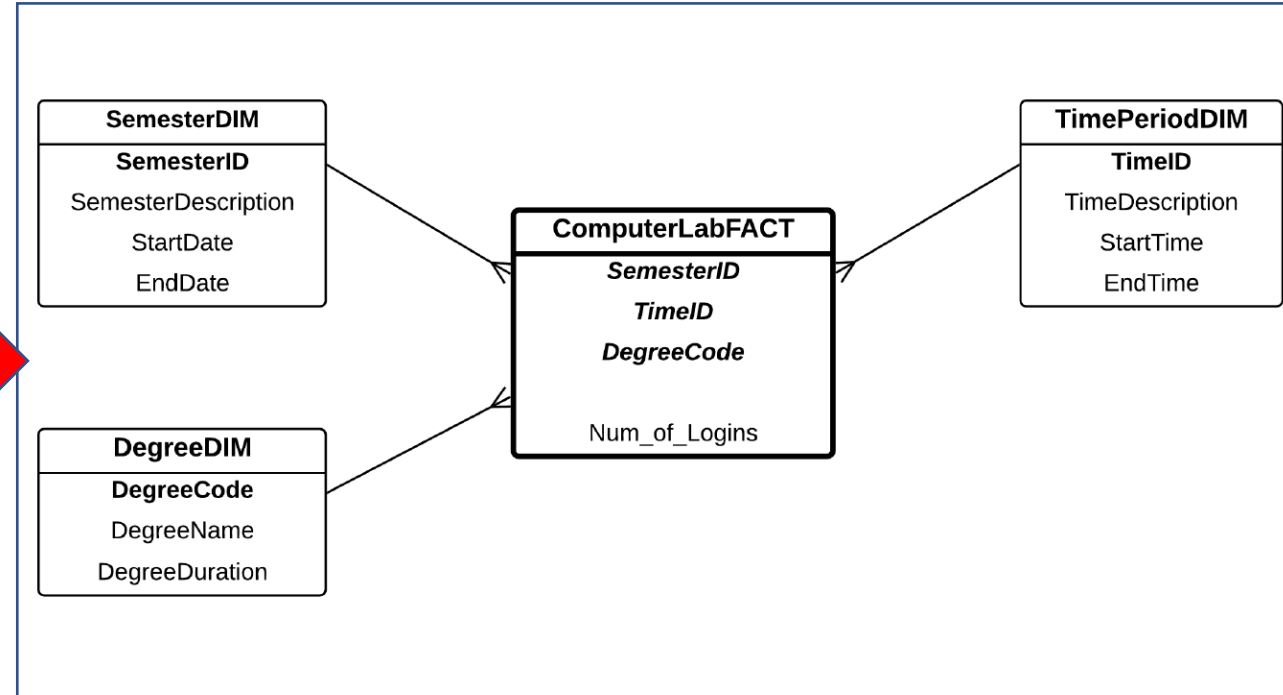 SemesterDIM
SemesterID
SemesterDescription
StartDate
EndDate
DegreeDIM
DegreeCode
DegreeName
DegreeDuration
ComputerLabFACT
SemesterID
TimeID
DegreeCode
Num_of_Logins
TimePeriodDIM
TimeID
TimeDescription
StartTime
EndTime